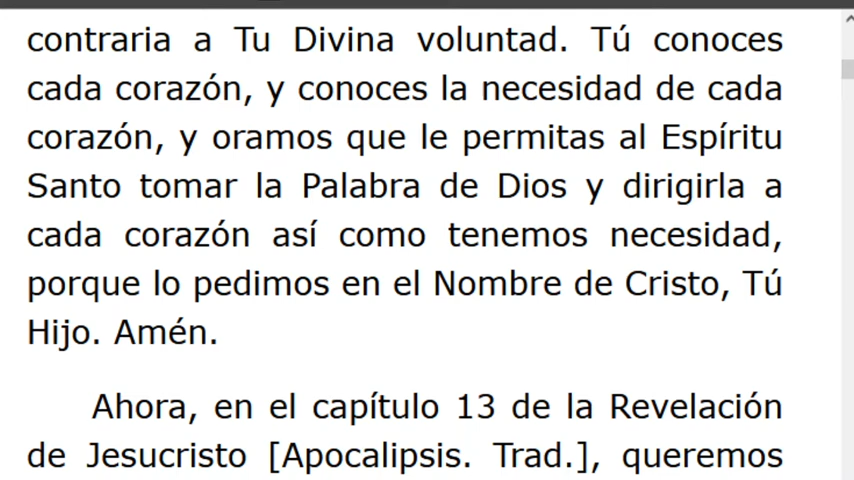 contraria a Tu Divina voluntad. Tú conoces
cada corazón, y conoces la necesidad de cada
corazón, y oramos que le permitas al Espíritu
Santo tomar la Palabra de Dios y dirigirla a
cada corazón así como tenemos necesidad,
porque lo pedimos en el Nombre de Cristo, Tú
Hijo. Amén.
Ahora, en el capítulo 13 de la Revelación
de Jesucristo [Apocalipsis. Trad.], queremos